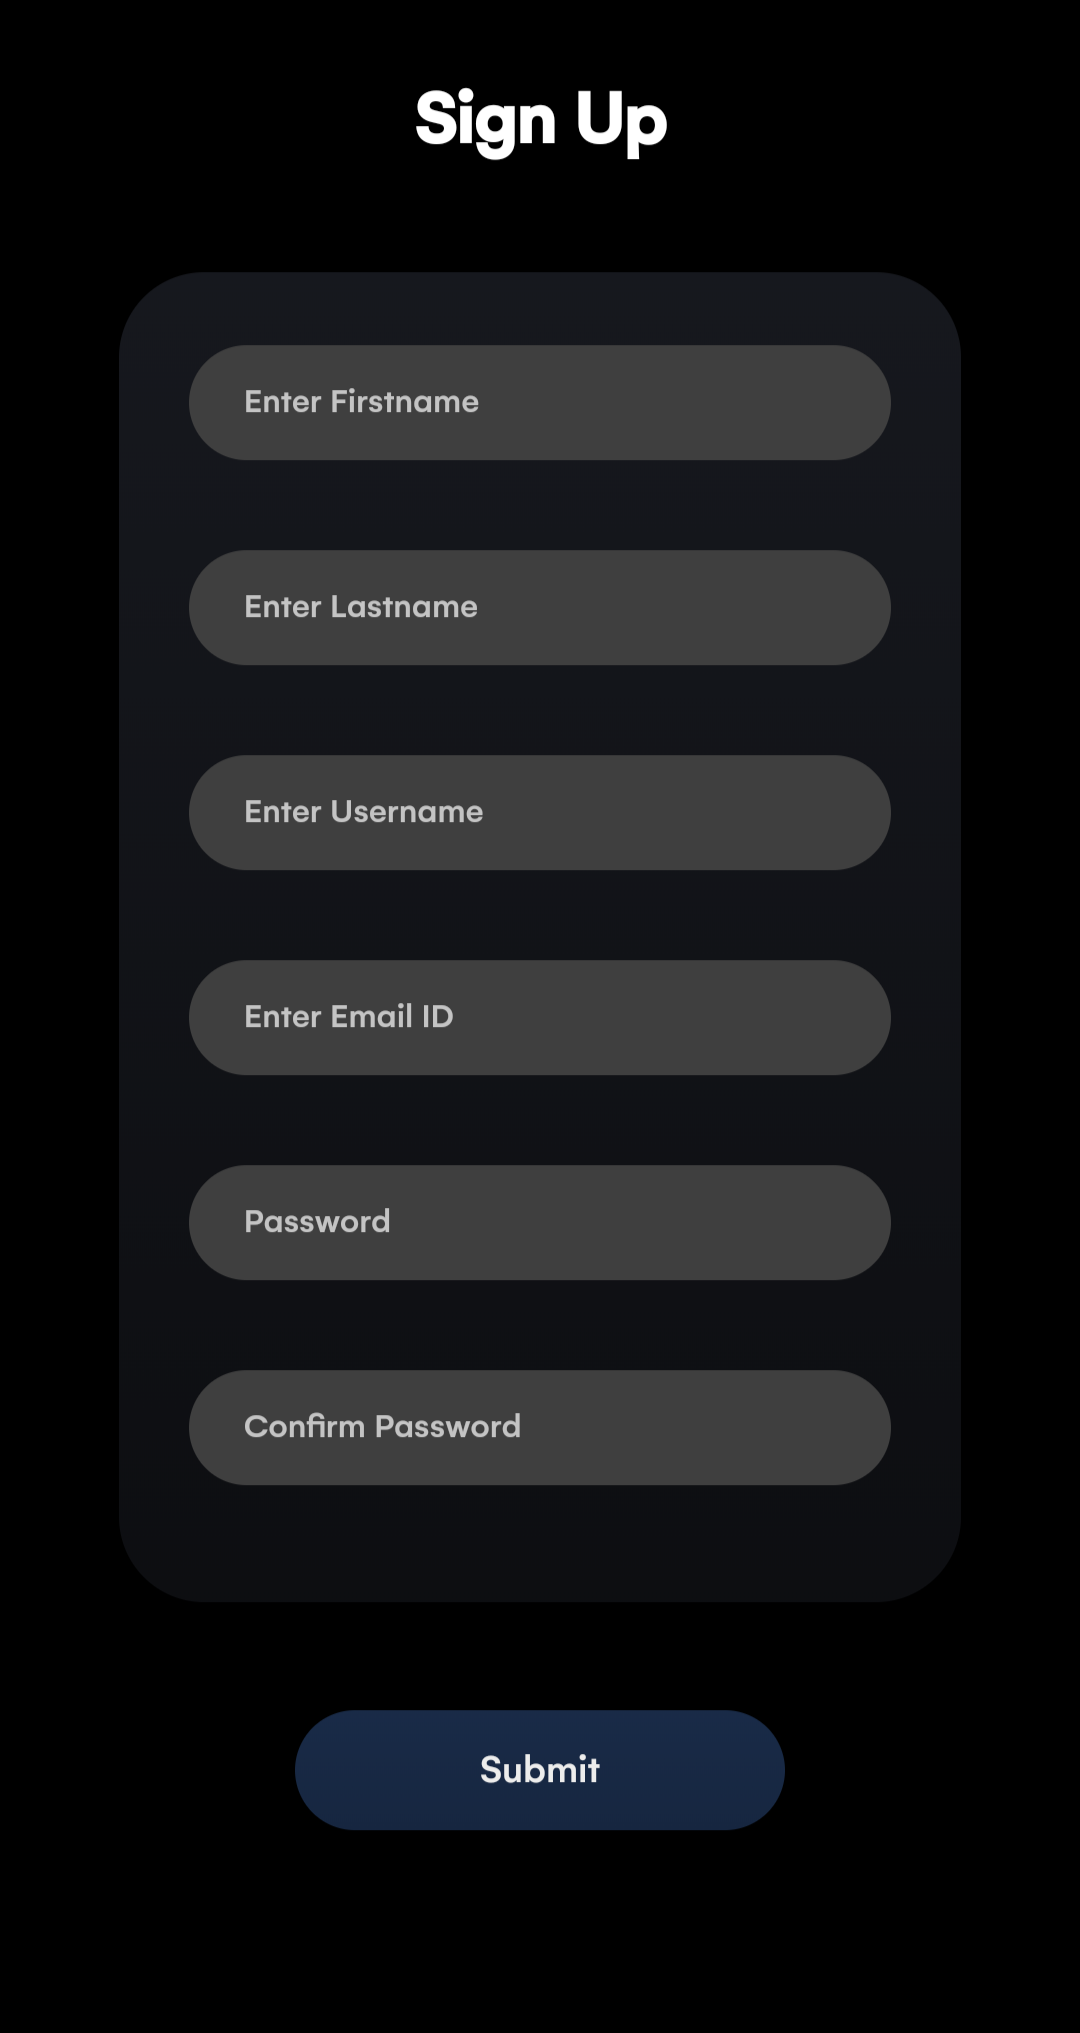 Sign Up
Enter Firstname
Enter Lastname
Enter Username
Enter Email ID
Password
Confirm Password
Submit